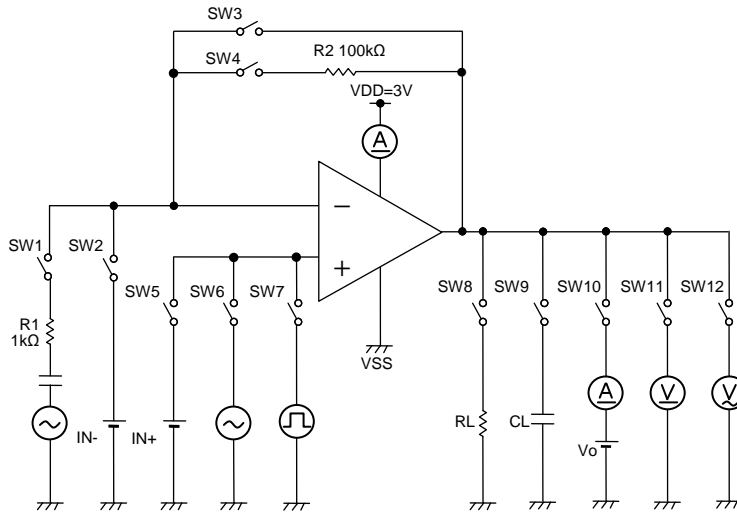 SW3
SW4
R2 100kΩ
VDD=3V
A
SW1
SW2
SW5
SW6
SW7
SW8
SW9
SW10
SW11
SW12
R1
1kΩ
VSS
A
V
V
RL
CL
IN-
IN+
Vo